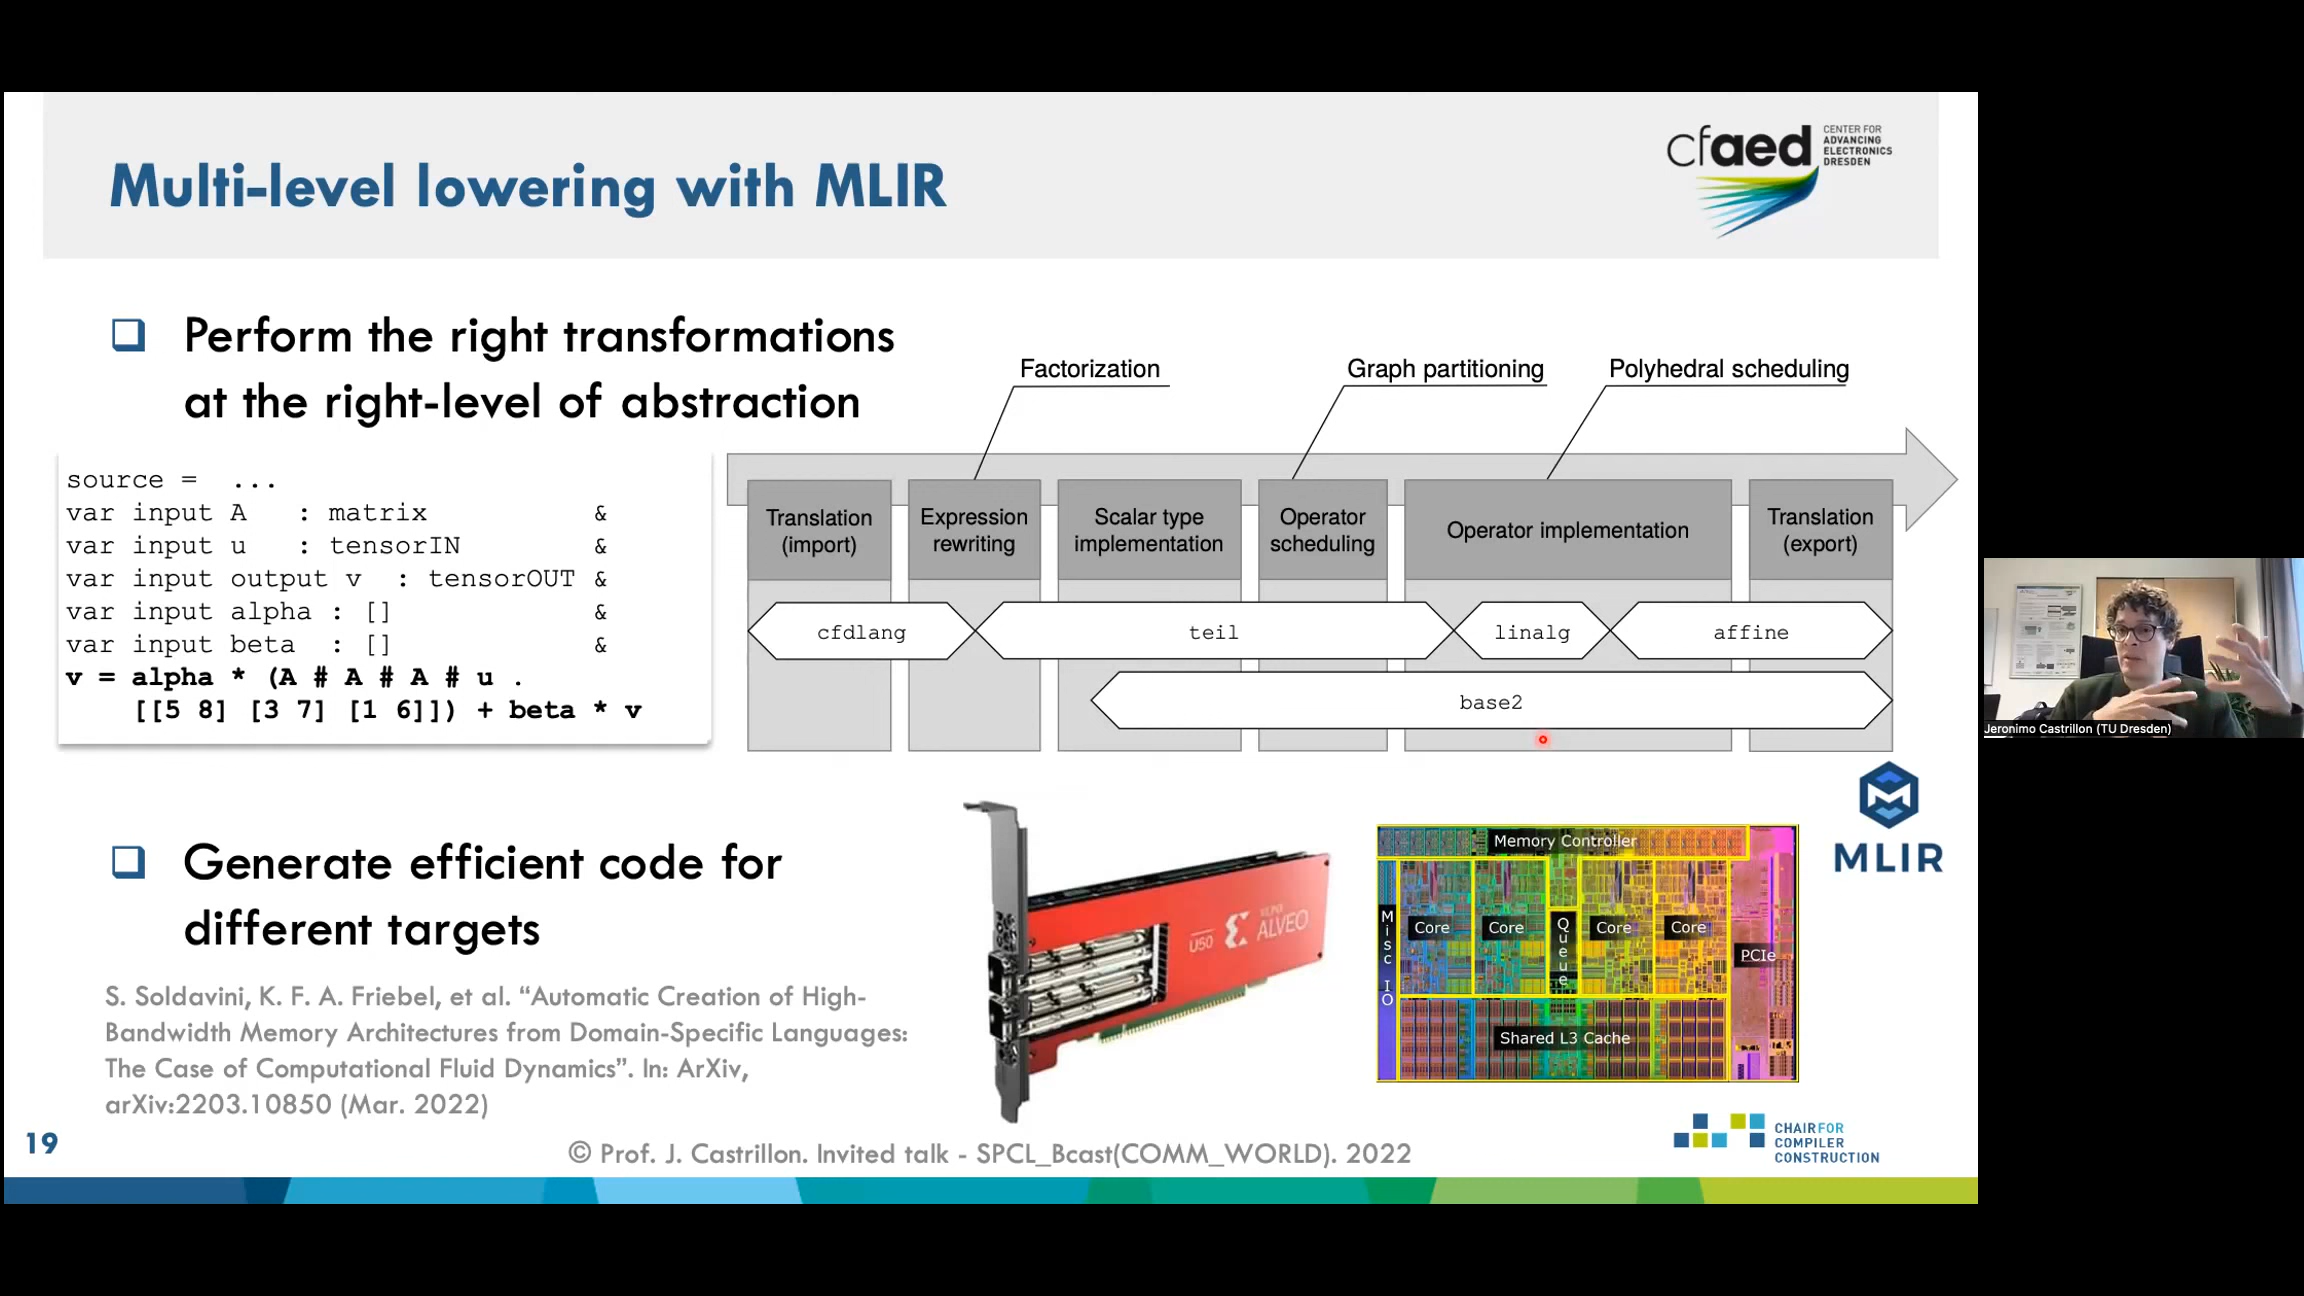 Multi-level lowering with MLIR
cfaed
CENTER FOR
ADVANCING
ELECTRONICS
DRESDEN
Perform the right transformations
at the right-level of abstraction
source =  ...
var input A   : matrix &
var input u   : tensorIN &
var input output v  : tensorOUT &
var input alpha : [] &
var input beta  : [] &
v = alpha * (A # A # A # u .
[[5 8] [3 7] [1 6]]) + beta * v
Factorization
Graph partitioning
Polyhedral scheduling
Translation
(import)
Expression
rewriting
Scalar type
implementation
Operator
scheduling
Operator implementation
Translation
(export)
cfdlang
teil
linalg
affine
base2
Jeronimo Castrillon (TU Dresden)
Generate efficient code for
different targets
XILINX
U50
ALVEO
Memory Controller
Misc IO
Core
Core
Queue
Core
Core
PCIe
Shared L3 Cache
MLIR
S. Soldavini, K. F. A. Friebel, et al. “Automatic Creation of High-
Bandwidth Memory Architectures from Domain-Specific Languages:
The Case of Computational Fluid Dynamics”. In: ArXiv,
arXiv:2203.10850 (Mar. 2022)
19
© Prof. J. Castrillon. Invited talk - SPCL_Bcast(COMM_WORLD). 2022
CHAIR FOR
COMPILER
CONSTRUCTION